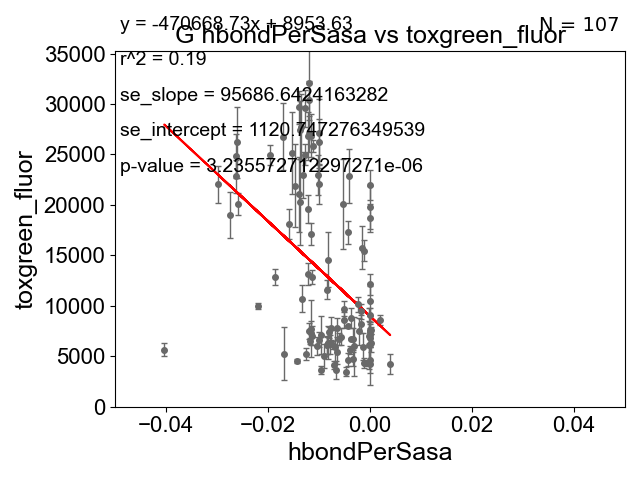 y = -470668.73x + 8953.63
N = 107
G hbondPerSasa vs toxgreen_fluor
r^2 = 0.19
se_slope = 95686.6424163282
se_intercept = 1120.747276349539
p-value = 3.235572712297271e-06
35000
30000
25000
20000
15000
10000
5000
0
toxgreen_fluor
−0.04
−0.02
0.00
0.02
0.04
hbondPerSasa